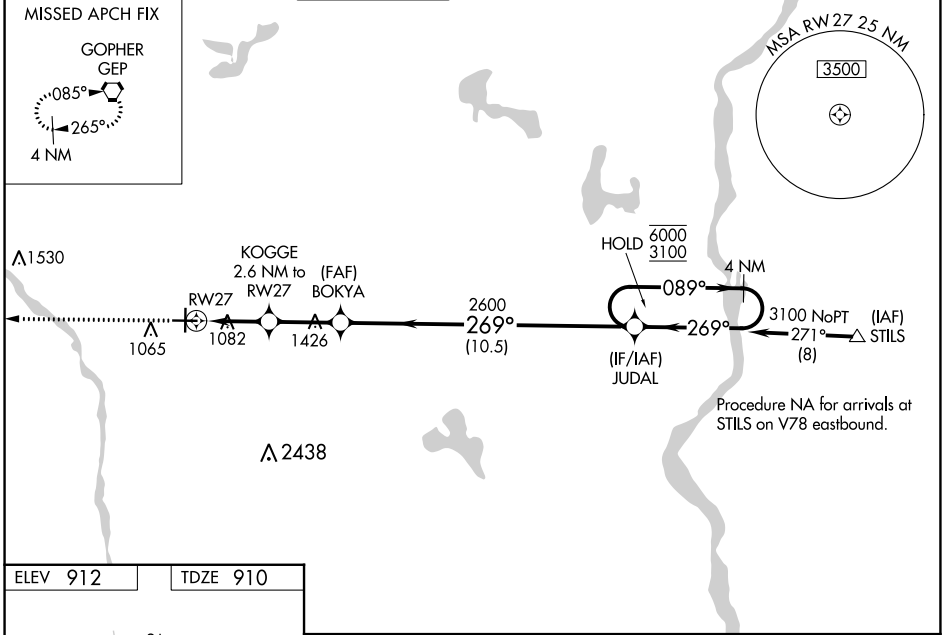 MISSED APCH FIX
GOPHER
GEP
085°
265°
4 NM
MSA RW 27 25 NM
3500
1530
KOGGE
2.6 NM to
RW27
(FAF)
BOKYA
RW27
1065
1082
1426
2600
269°
(10.5)
HOLD
6000
3100
089°
4 NM
269°
(IF/IAF)
JUDAL
3100 NoPT
271°
(8)
(IAF)
STILS
Procedure NA for arrivals at
STILS on V78 eastbound.
2438
ELEV 912
TDZE 910